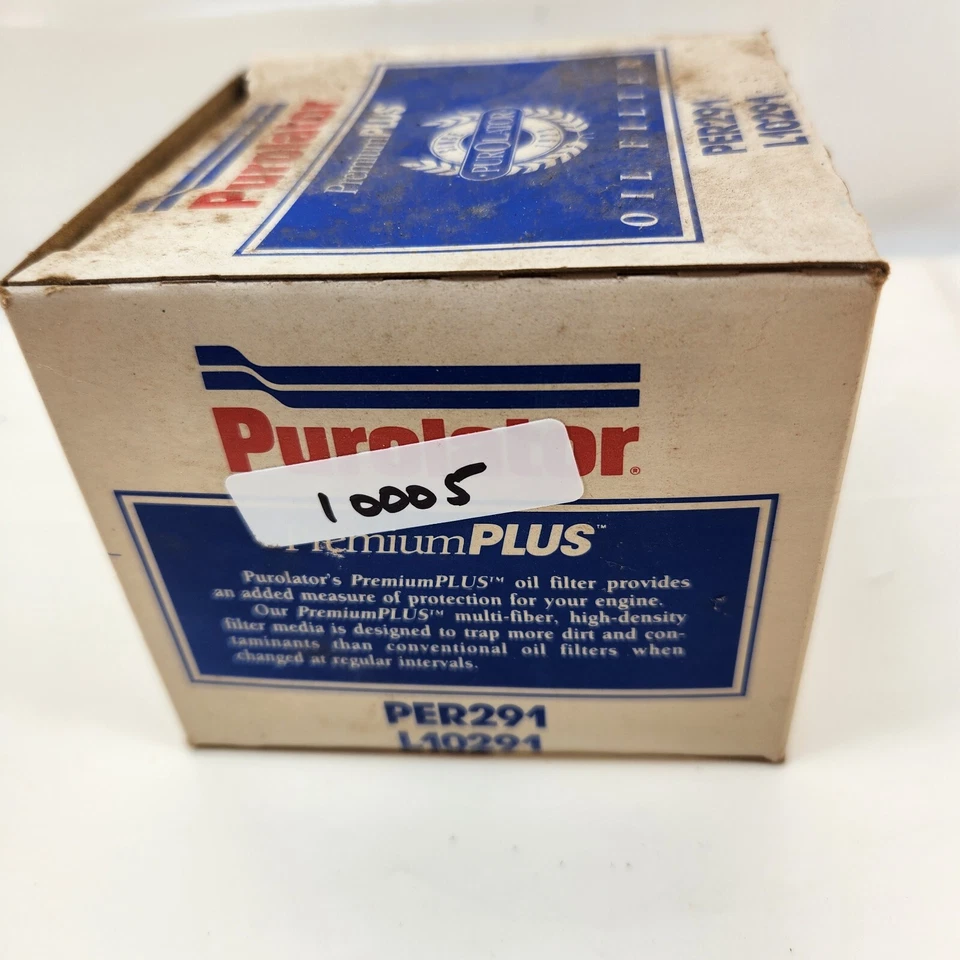 Purolator
PremiumPLUS
PUROLATOR
OIL FILTER
PER291
L10291
Purolator®
10005
PremiumPLUS™
Purolator's PremiumPLUS™ oil filter provides
an added measure of protection for your engine.
Our PremiumPLUS™ multi-fiber, high-density
filter media is designed to trap more dirt and con-
taminants than conventional oil filters when
changed at regular intervals.
PER291
L10291